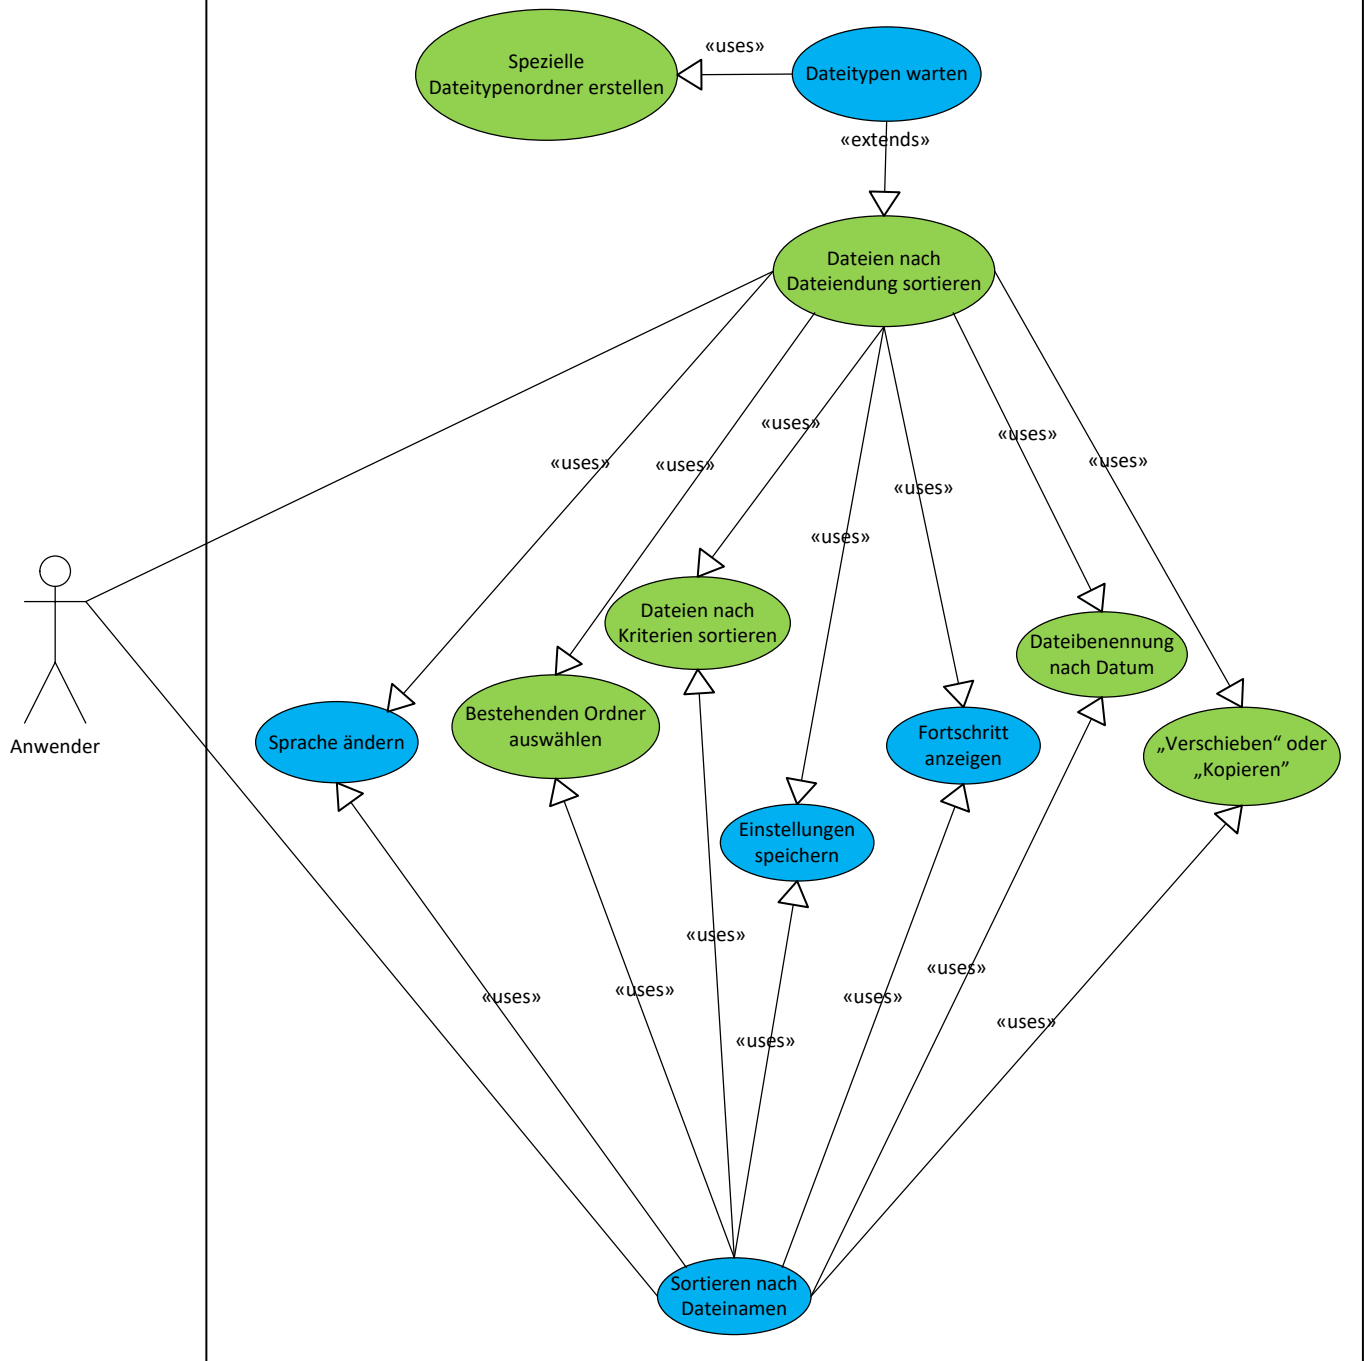 «uses»
Spezielle
Dateitypenordner erstellen
Dateitypen warten
«extends»
Dateien nach
Dateiendung sortieren
«uses»
«uses»
«uses»
«uses»
«uses»
«uses»
«uses»
Dateien nach
Kriterien sortieren
Dateibenennung
nach Datum
Anwender
Sprache ändern
Bestehenden Ordner
auswählen
Fortschritt
anzeigen
„Verschieben“ oder
„Kopieren”
Einstellungen
speichern
«uses»
«uses»
«uses»
«uses»
«uses»
«uses»
«uses»
Sortieren nach
Dateinamen